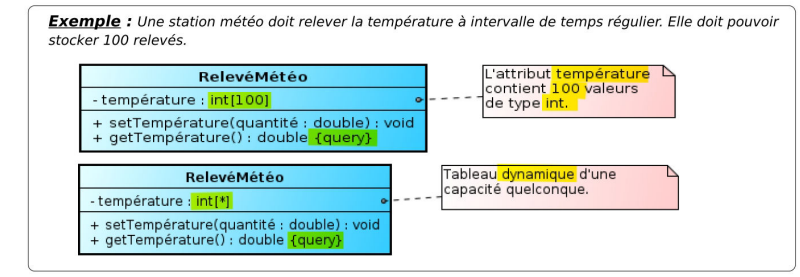 Exemple : Une station météo doit relever la température à intervalle de temps régulier. Elle doit pouvoir
stocker 100 relevés.
RelevéMétéo
- température : int[100]
+ setTempérature(quantité : double) : void
+ getTempérature() : double {query}
L'attribut température
contient 100 valeurs
de type int.
RelevéMétéo
- température : int[*]
+ setTempérature(quantité : double) : void
+ getTempérature() : double {query}
Tableau dynamique d'une
capacité quelconque.